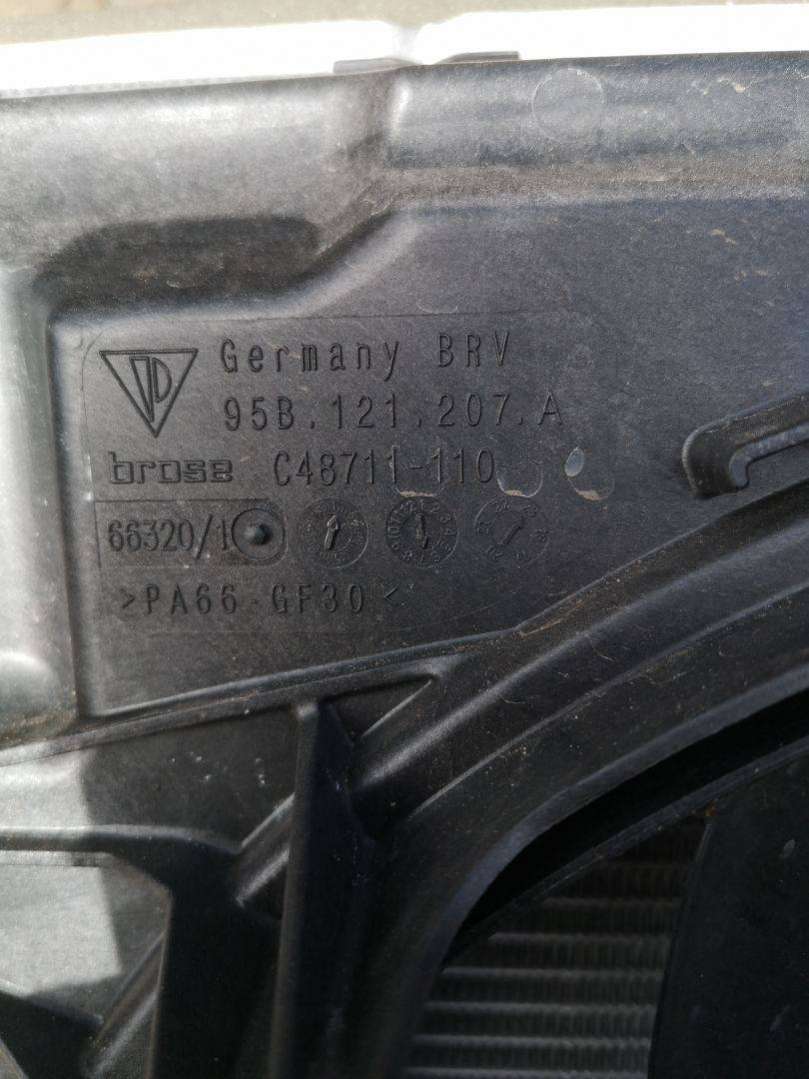 Germany BRV
95B.121.207.A
brose C48711-110
66320/1
>PA66-GF30<